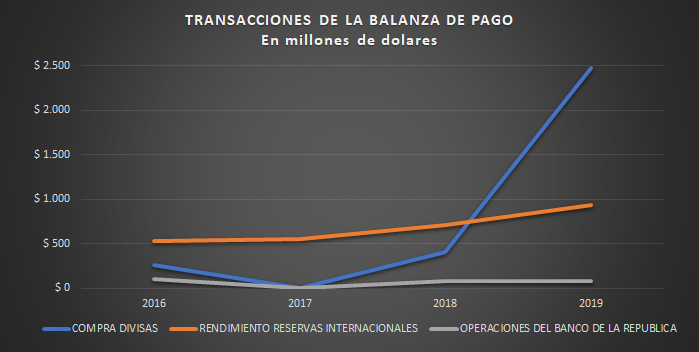 TRANSACCIONES DE LA BALANZA DE PAGO
En millones de dolares
$ 2.500
$ 2.000
$ 1.500
$ 1.000
$ 500
$ 0
2016 2017 2018 2019
COMPRA DIVISAS RENDIMIENTO RESERVAS INTERNACIONALES OPERACIONES DEL BANCO DE LA REPUBLICA